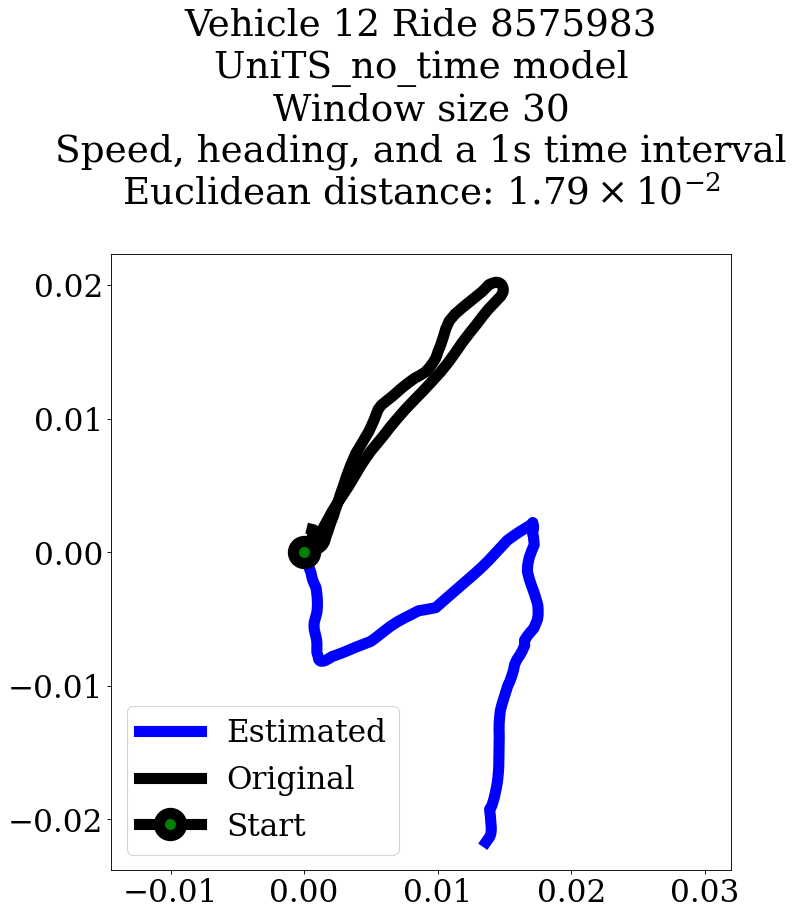 Vehicle 12 Ride 8575983
UniTS_no_time model
Window size 30
Speed, heading, and a 1s time interval
Euclidean distance: 1.79 × 10⁻²
0.02
0.01
0.00
−0.01
−0.02
Estimated
Original
Start
−0.01 0.00 0.01 0.02 0.03